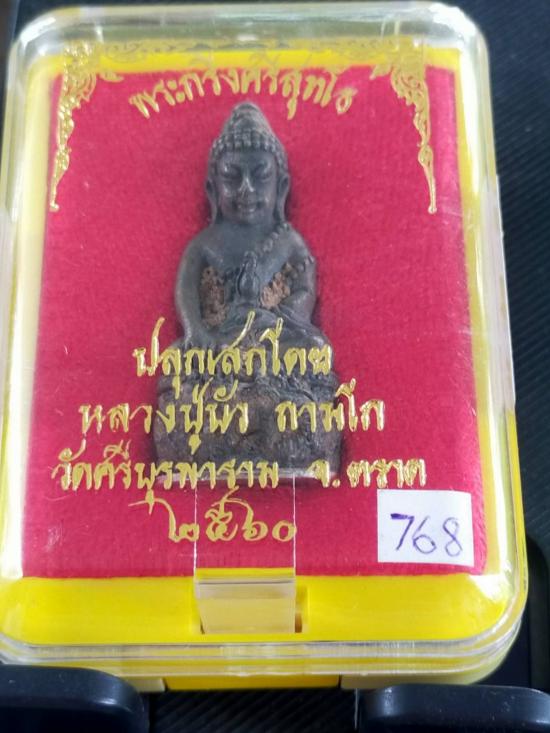 พระกริ่งศรีสุทโธ
ปลุกเสกโดย
หลวงปู่บัว ถามโก
วัดศรีบุรพาราม จ.ตราด
๒๕๖๐
768